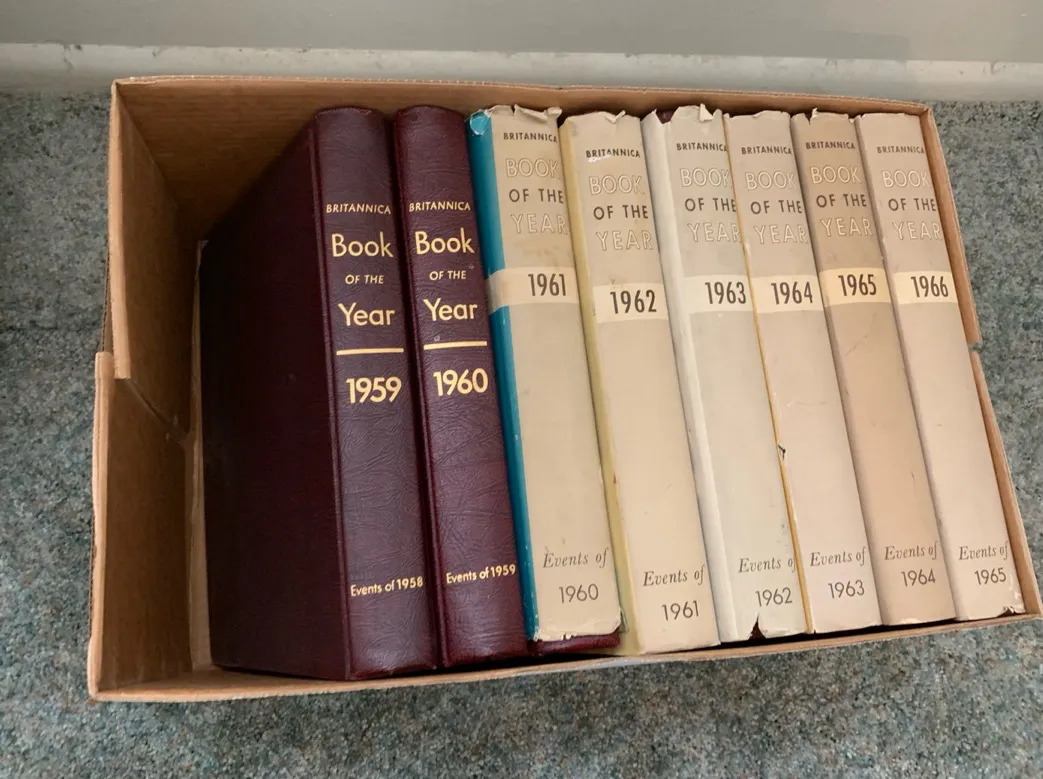 BRITANNICA
Book
OF THE
Year
1959
Events of 1958
BRITANNICA
Book
OF THE
Year
1960
Events of 1959
BRITANNICA
BOOK
OF THE
YEAR
1961
Events of
1960
BRITANNICA
BOOK
OF THE
YEAR
1962
Events of
1961
BRITANNICA
BOOK
OF THE
YEAR
1963
Events of
1962
BRITANNICA
BOOK
OF THE
YEAR
1964
Events of
1963
BRITANNICA
BOOK
OF THE
YEAR
1965
Events of
1964
BRITANNICA
BOOK
OF THE
YEAR
1966
Events of
1965